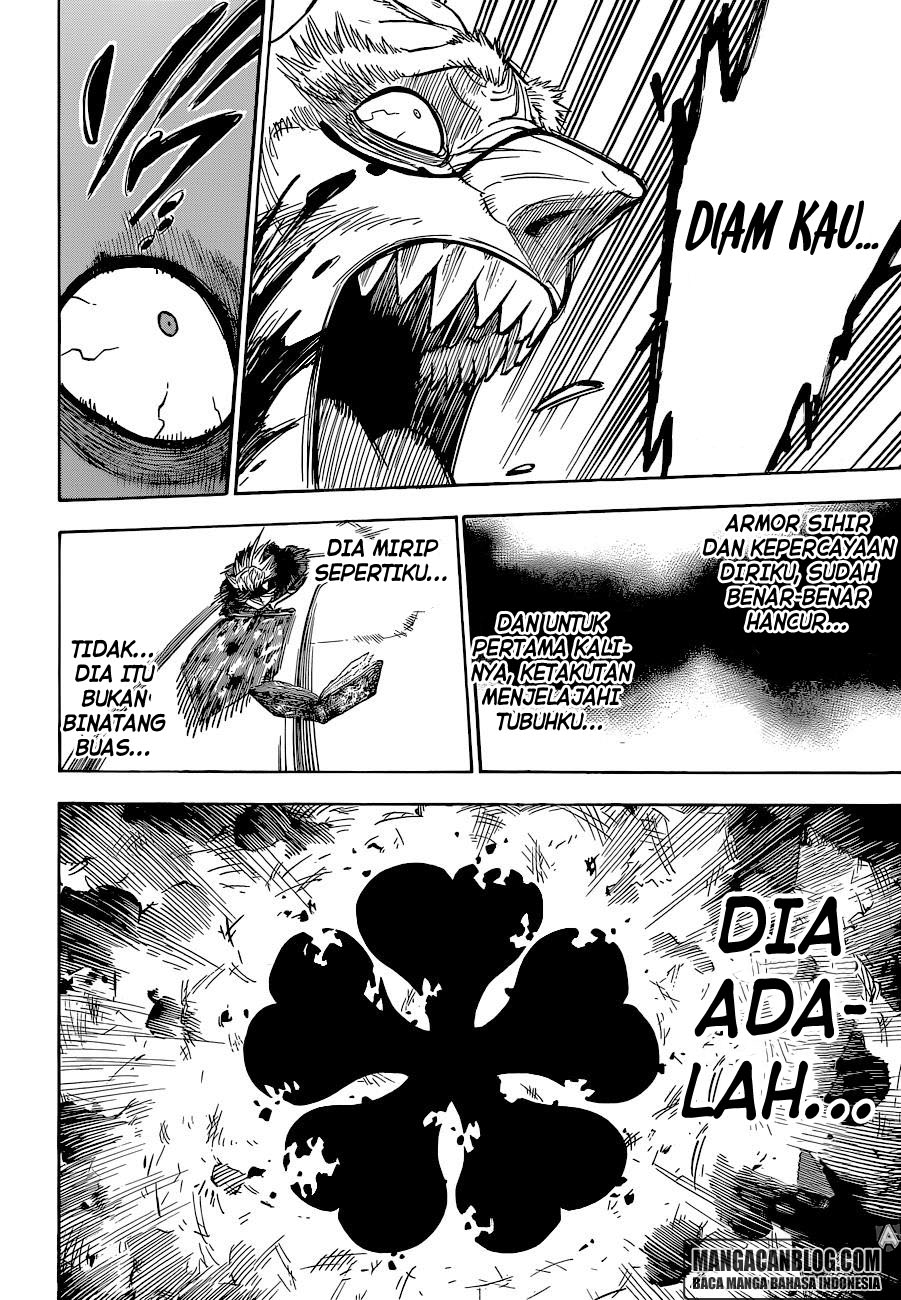 DIAM KAU...
ARMOR SIHIR
DAN KEPERCAYAAN
DIRIKU, SUDAH
BENAR-BENAR
HANCUR...
DAN UNTUK
PERTAMA KALI-
NYA, KETAKUTAN
MENJELAJAHI
TUBUHKU...
DIA MIRIP
SEPERTIKU...
TIDAK...
DIA ITU
BUKAN
BINATANG
BUAS...
DIA
ADA-
LAH...
A
MANGACANBLOG.COM
BACA MANGA BAHASA INDONESIA